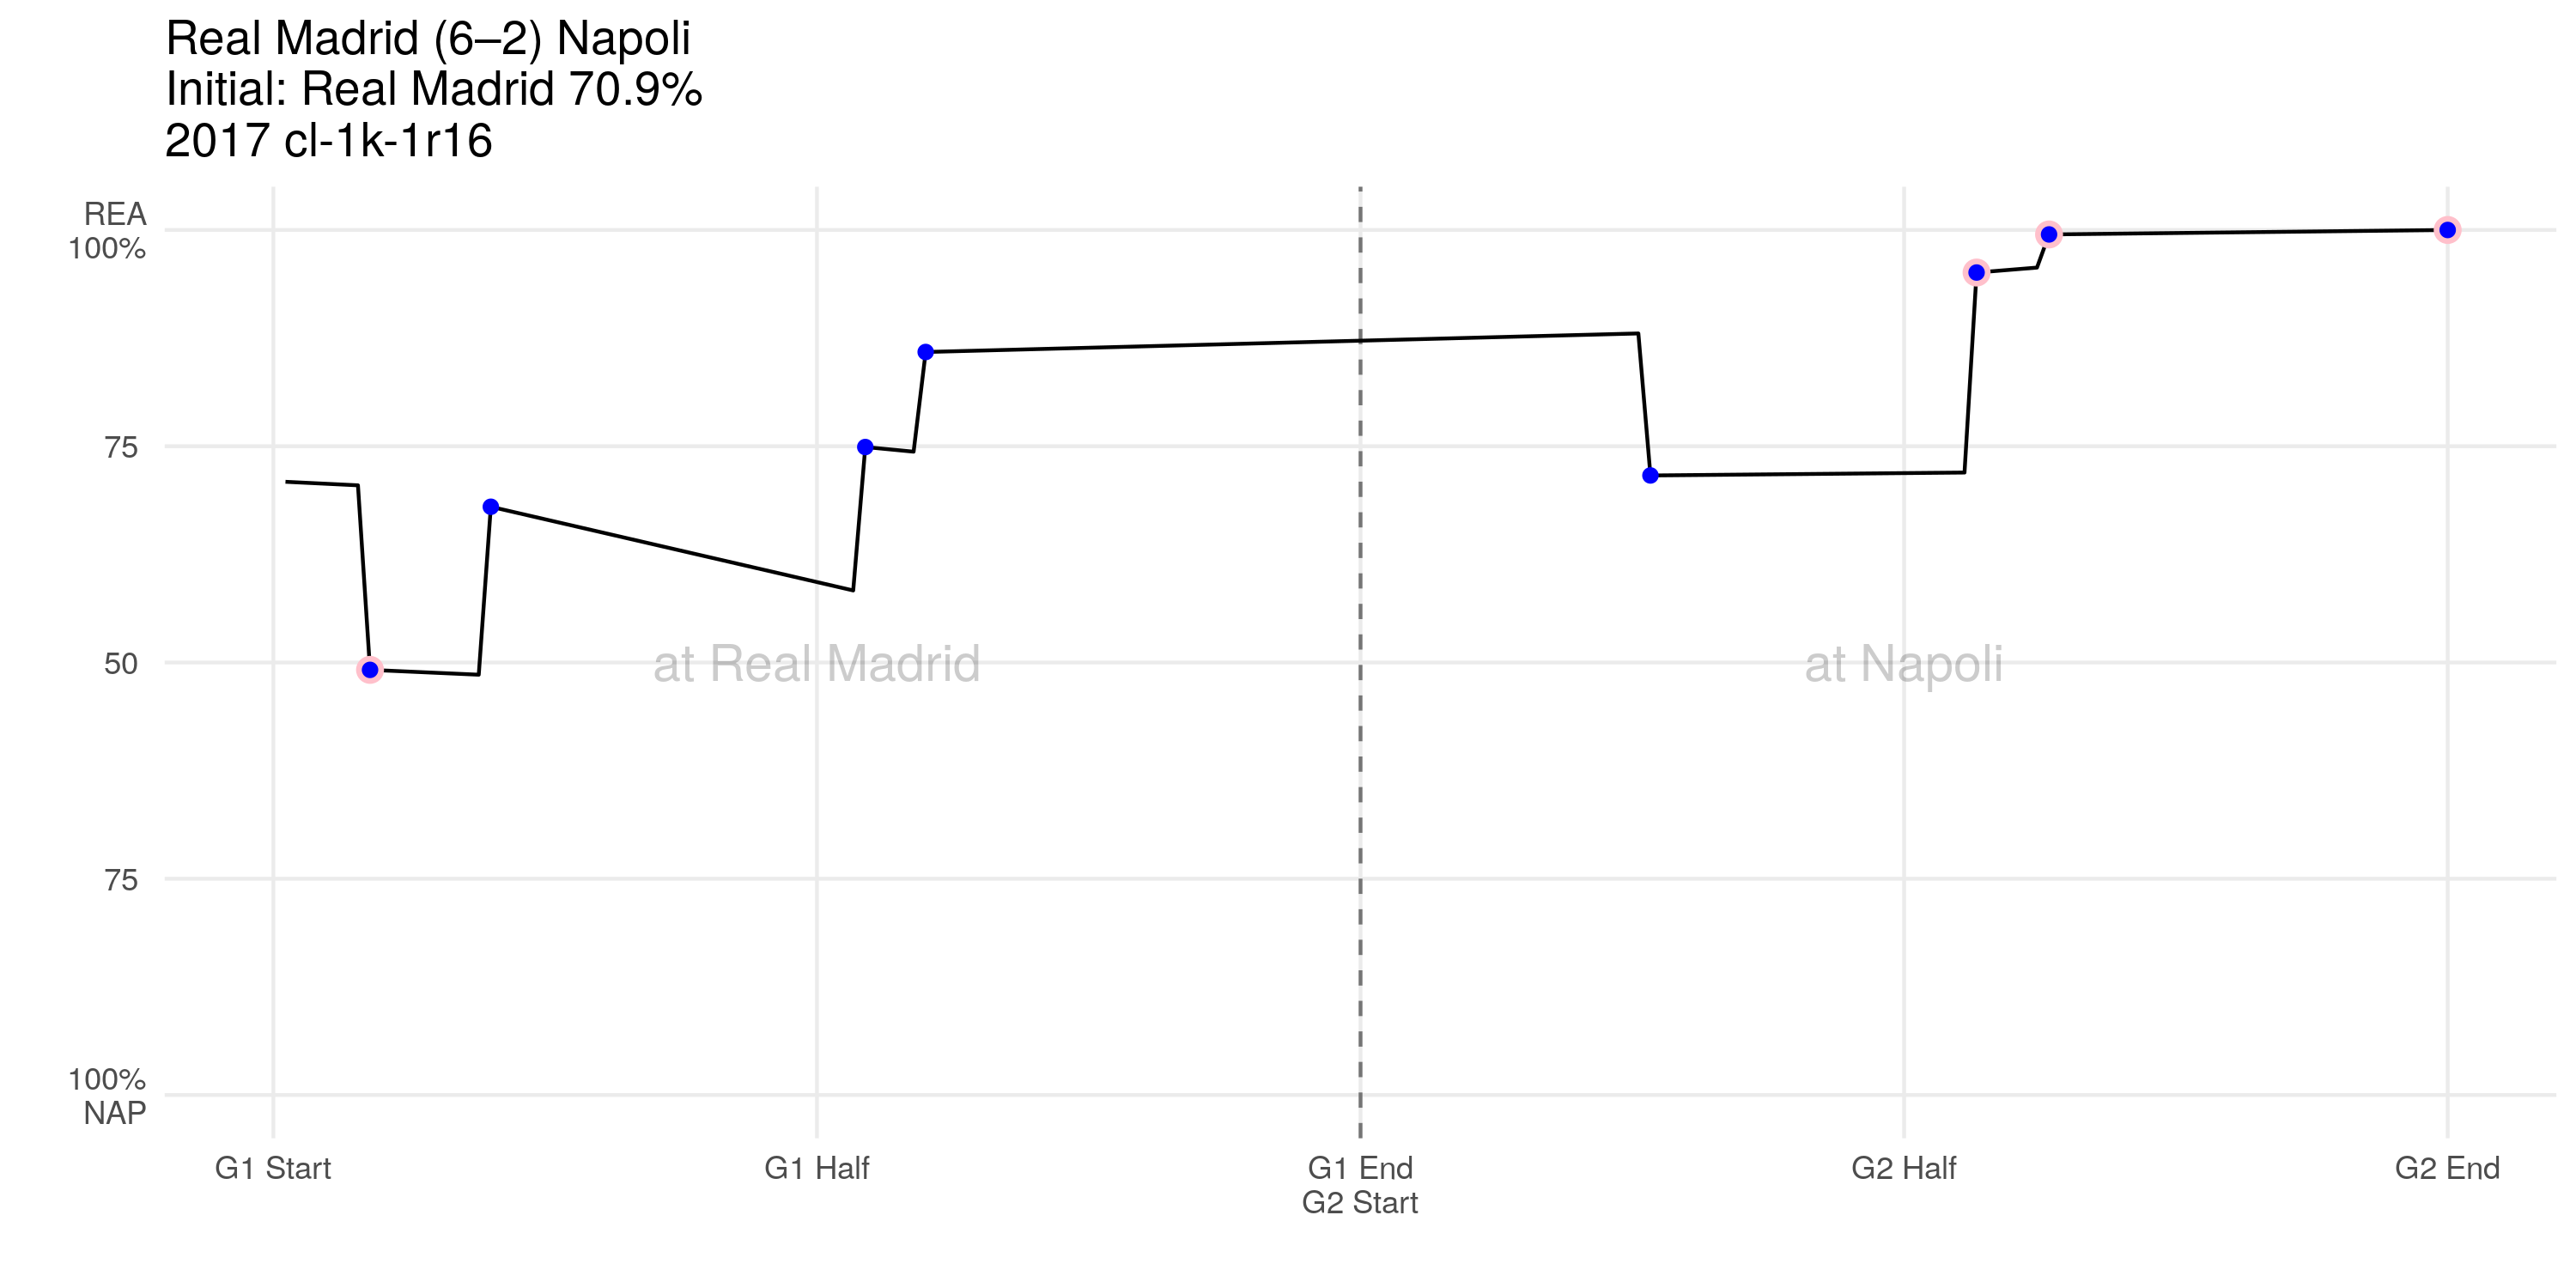 Real Madrid (6–2) Napoli
Initial: Real Madrid 70.9%
2017 cl-1k-1r16
REA
100%
75
50
75
100%
NAP
at Real Madrid
at Napoli
G1 Start
G1 Half
G1 End
G2 Start
G2 Half
G2 End